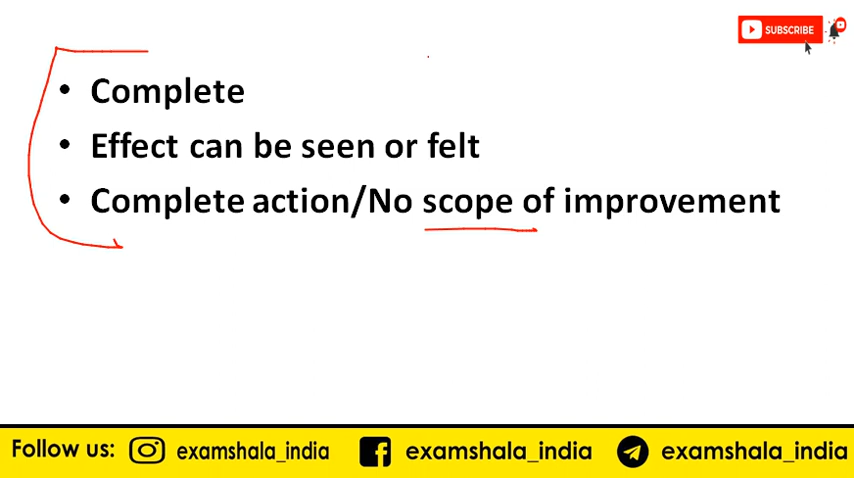 SUBSCRIBE
• Complete
• Effect can be seen or felt
• Complete action/No scope of improvement
Follow us: examshala_india examshala_india examshala_india